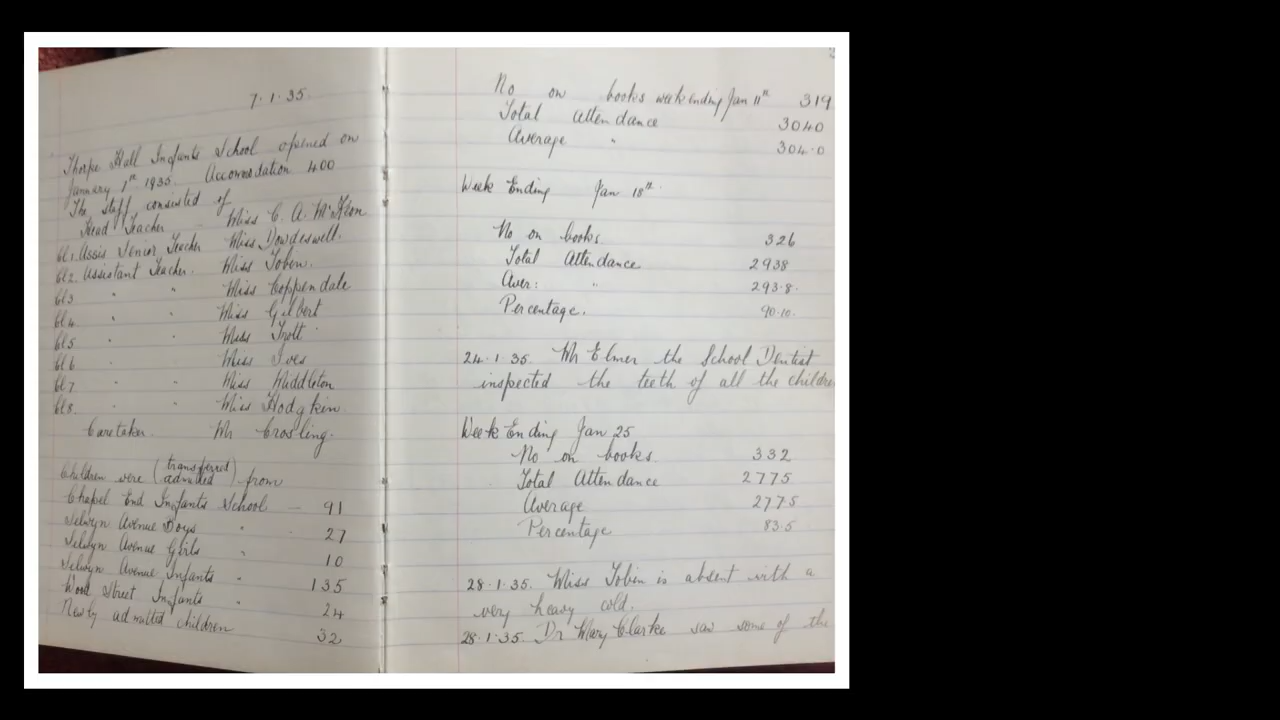 7.1.35.
Thorpe Hall Infants School opened on
January 1st 1935. Accomodation 400
The staff consisted of
Head Teacher - Miss C. A. McKeon
Cl 1. Assis Senior Teacher Miss Dowdeswell.
Cl 2. Assistant Teacher. Miss Tobin.
Cl 3 " " Miss Coppendale
Cl 4 " " Miss Gilbert
Cl 5 " " Miss Trott
Cl 6 " " Miss Ives
Cl 7 " " Miss Middleton
Cl 8. " " Miss Hodgkin.
Caretaker. Mr Crosling.
Children were (transferred admitted) from
Chapel End Infants School — 91
Selwyn Avenue Boys " 27
Selwyn Avenue Girls " 10
Selwyn Avenue Infants " 135
Wood Street Infants " 24
Newly admitted children 32
No on books week ending Jan 11th 319
Total Attendance 3040
Average " 304.0
Week Ending Jan 18th.
No on books. 326
Total Attendance 2938
Aver: " 293.8.
Percentage. 90.10.
24.1.35. Mr Elmer the School Dentist
inspected the teeth of all the childre
Week Ending Jan 25
No on books. 332
Total Attendance 2775
Average 277.5
Percentage 83.5
28.1.35. Miss Tobin is absent with a
very heavy cold.
28.1.35. Dr Mary Clarke saw some of the